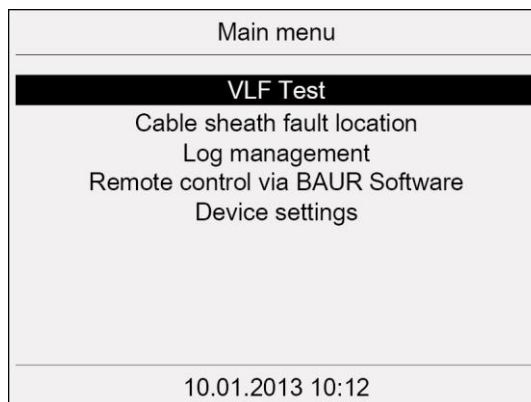 Main menu
VLF Test
Cable sheath fault location
Log management
Remote control via BAUR Software
Device settings
10.01.2013 10:12